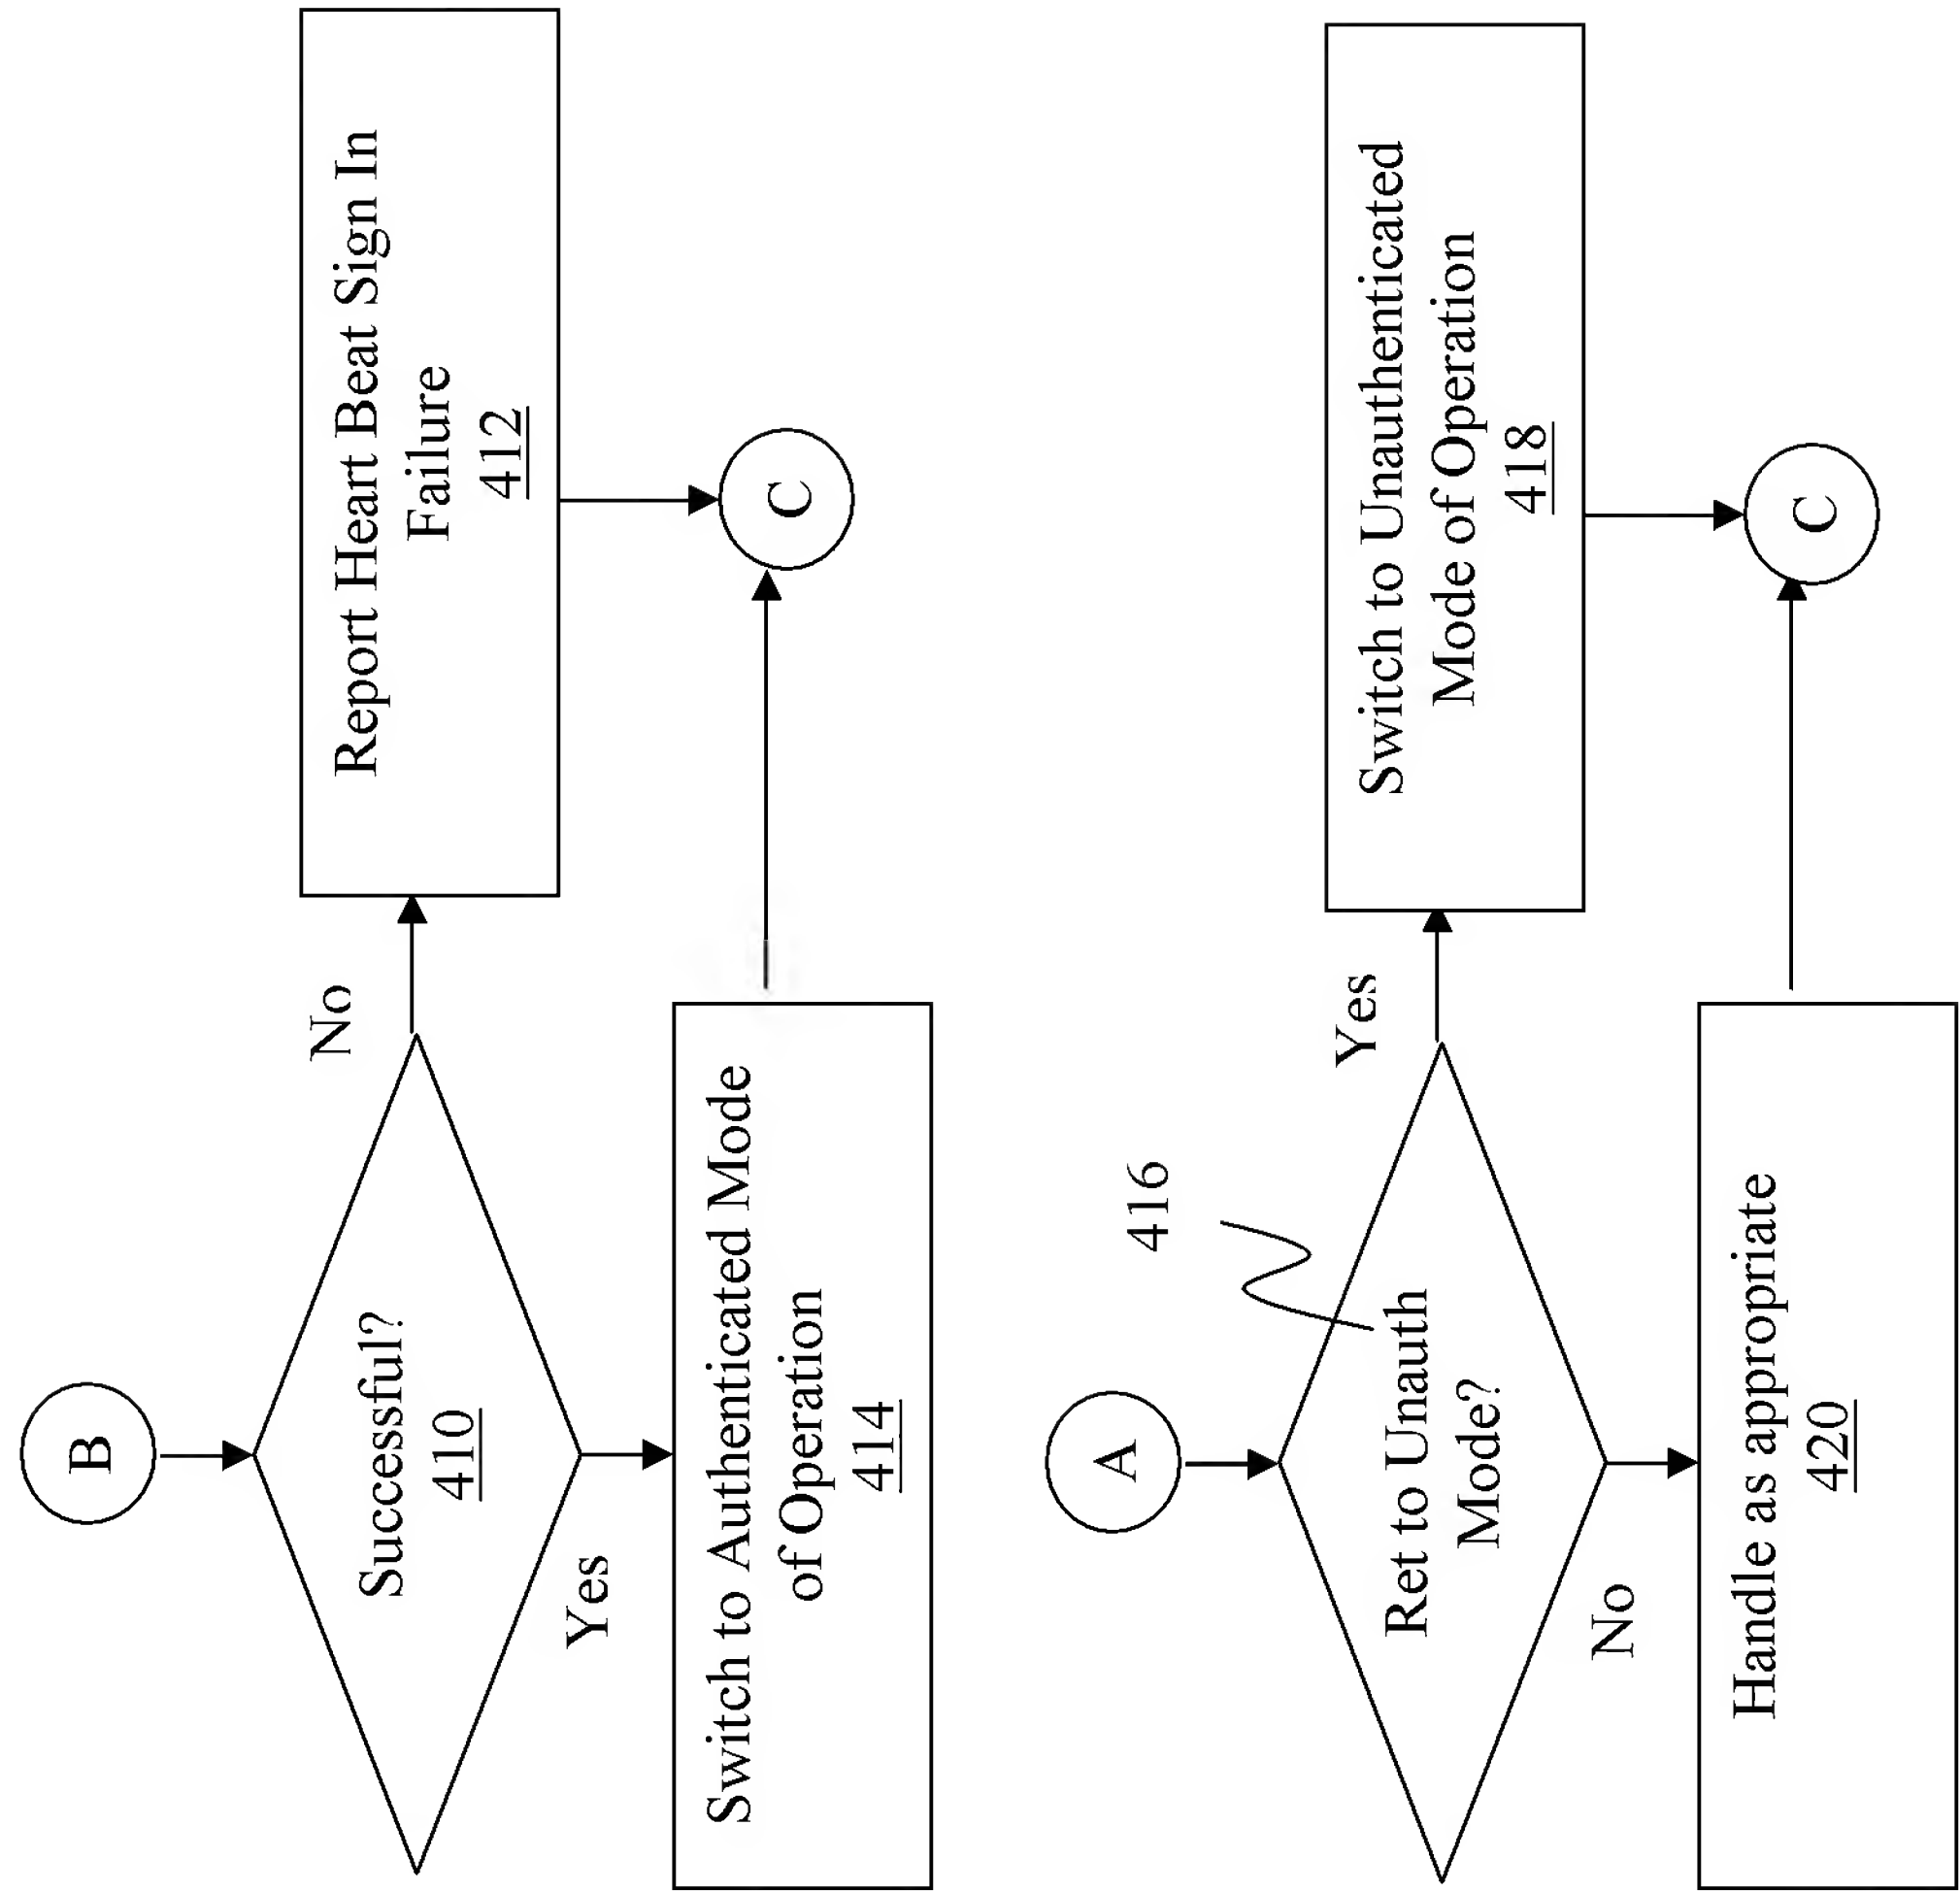 B
Successful?
410
No
Report Heart Beat Sign In
Failure
412
Yes
Switch to Authenticated Mode
of Operation
414
C
A
416
Ret to Unauth
Mode?
Yes
Switch to Unauthenticated
Mode of Operation
418
No
Handle as appropriate
420
C